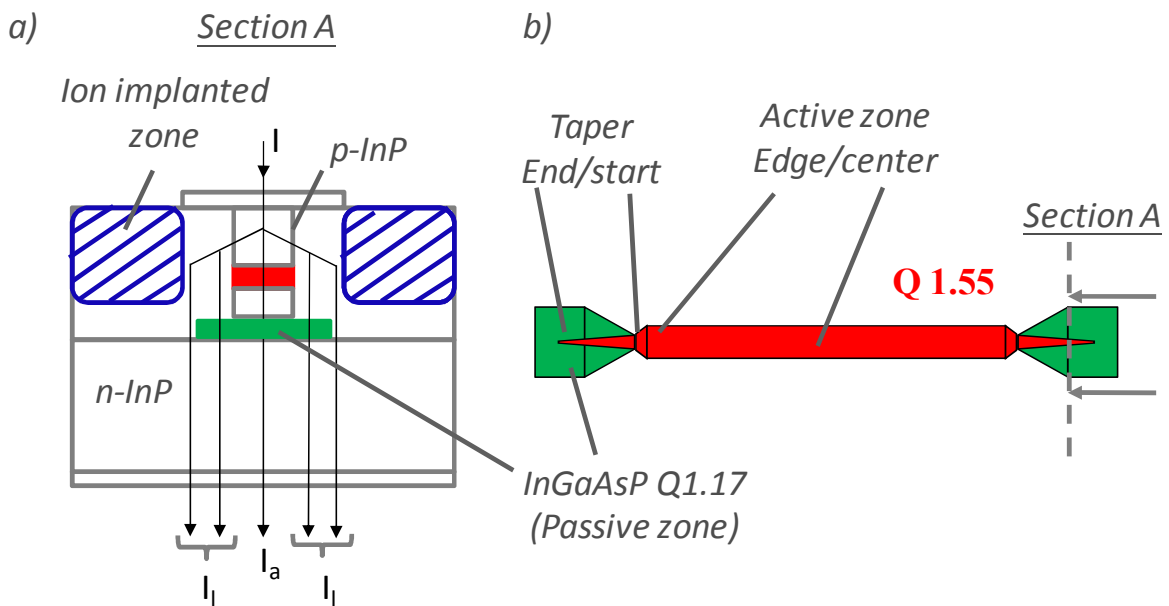 a)
Section A
b)
Ion implanted
zone
I
p-InP
Taper
End/start
Active zone
Edge/center
Section A
Q 1.55
n-InP
InGaAsP Q1.17
(Passive zone)
Il
Ia
Il